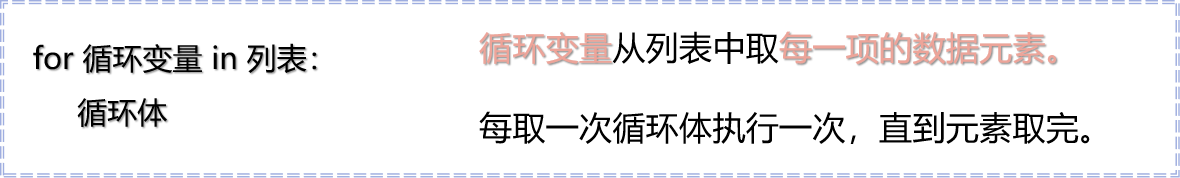 for 循环变量 in 列表：
循环体
循环变量从列表中取每一项的数据元素。
每取一次循环体执行一次，直到元素取完。